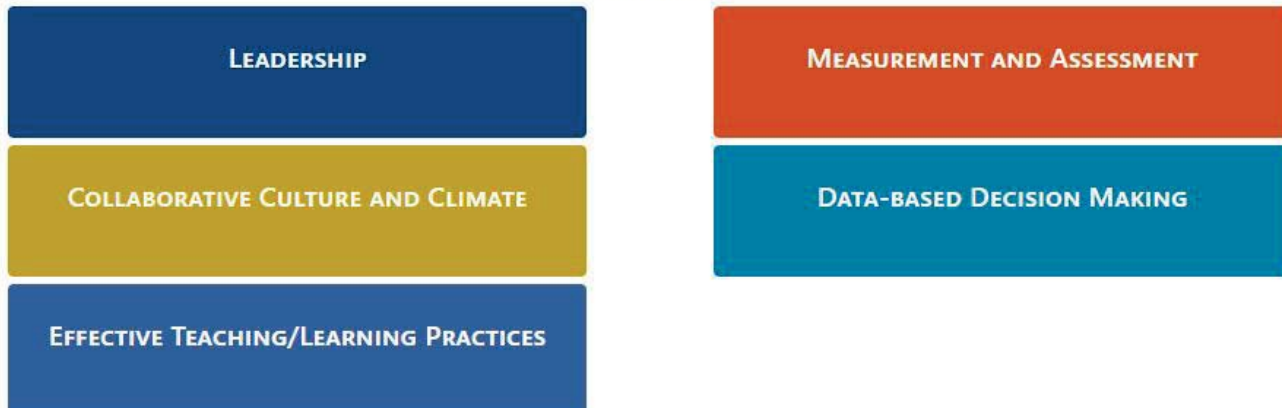 Leadership
Collaborative Culture and Climate
Effective Teaching/Learning Practices
Measurement and Assessment
Data-based Decision Making